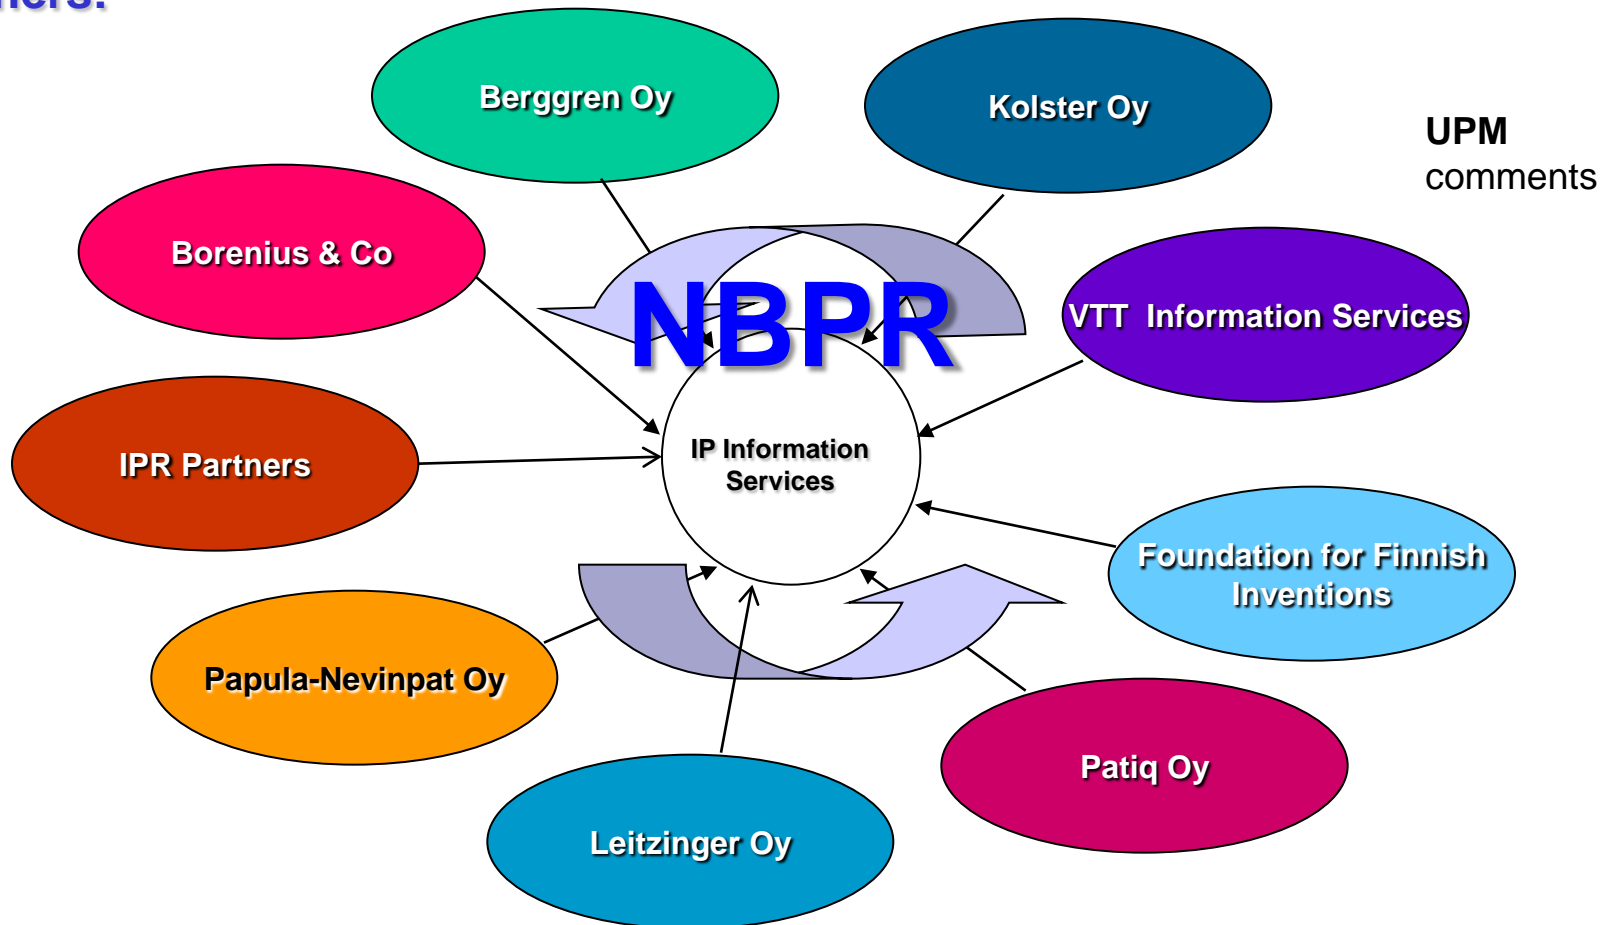 Berggren Oy
Kolster Oy
UPM
comments
Borenius & Co
NBPR
VTT Information Services
IPR Partners
IP Information
Services
Foundation for Finnish
Inventions
Papula-Nevinpat Oy
Patiq Oy
Leitzinger Oy